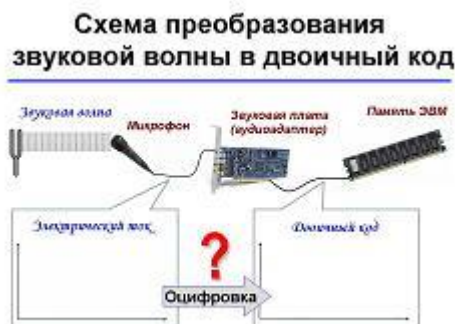 Схема преобразования
звуковой волны в двоичный код
Звуковая волна
Микрофон
Звуковая плата
(аудиоадаптер)
Память ЭВМ
Электрический ток
Двоичный код
?
Оцифровка